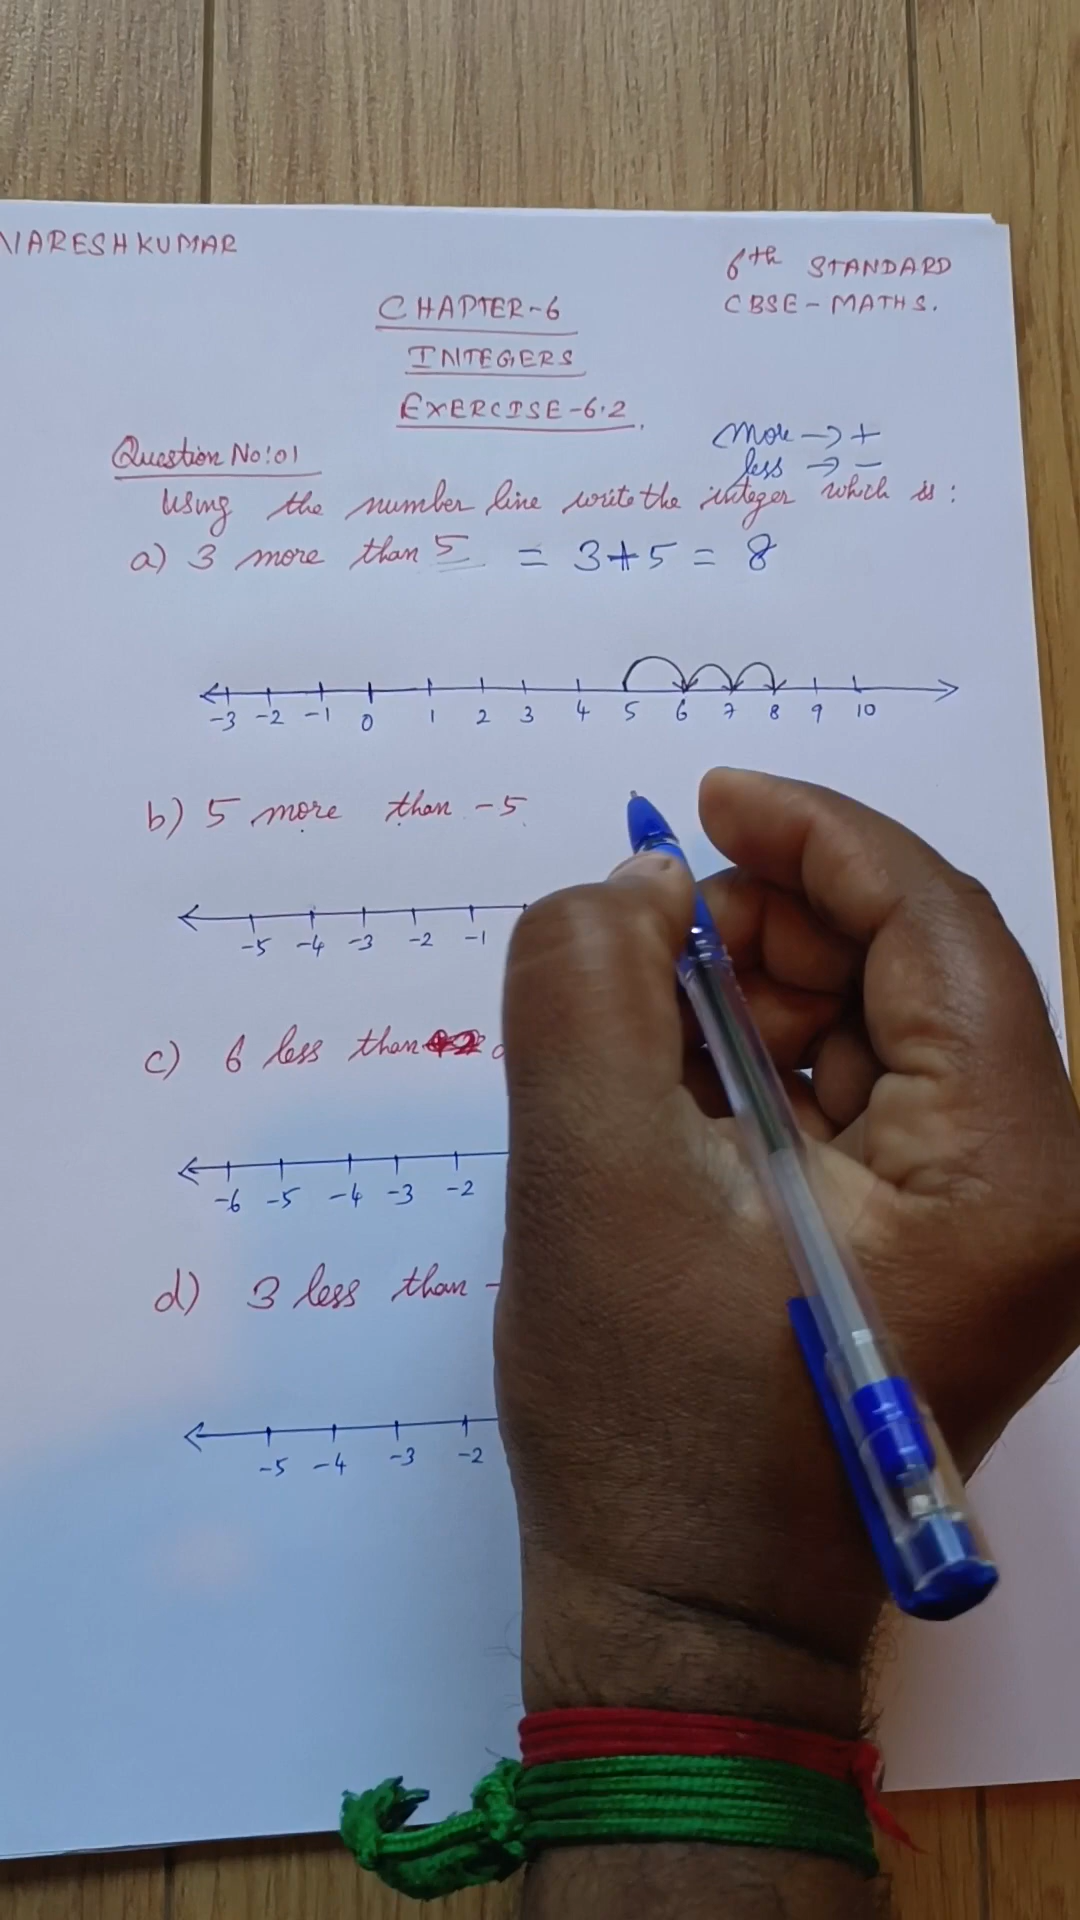 NARESHKUMAR
6th STANDARD
CBSE - MATHS.
CHAPTER-6
INTEGERS
EXERCISE-6.2.
More → +
less → -
Question No:01
Using the number line write the integer which is:
a) 3 more than 5 = 3+5 = 8
-3 -2 -1 0 1 2 3 4 5 6 7 8 9 10
b) 5 more than -5
-5 -4 -3 -2 -1
c) 6 less than
-6 -5 -4 -3 -2
d) 3 less than -
-5 -4 -3 -2